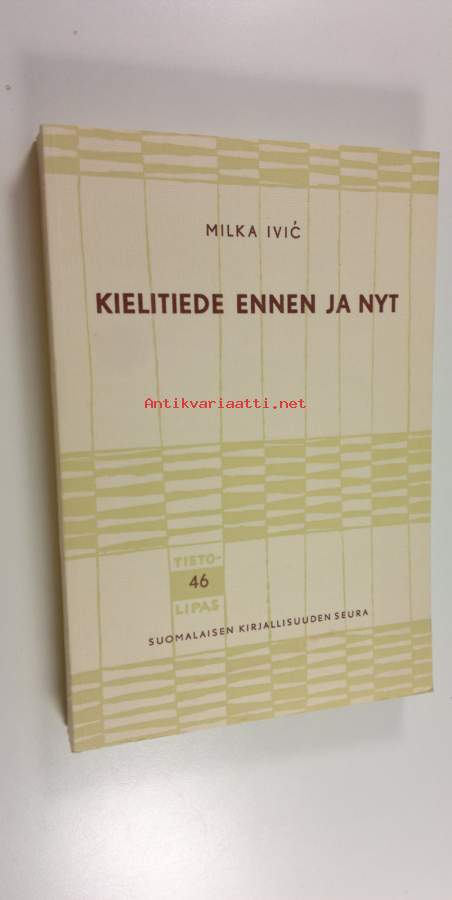 MILKA IVIĆ
KIELITIEDE ENNEN JA NYT
Antikvariaatti.net
TIETO-
46
LIPAS
SUOMALAISEN KIRJALLISUUDEN SEURA